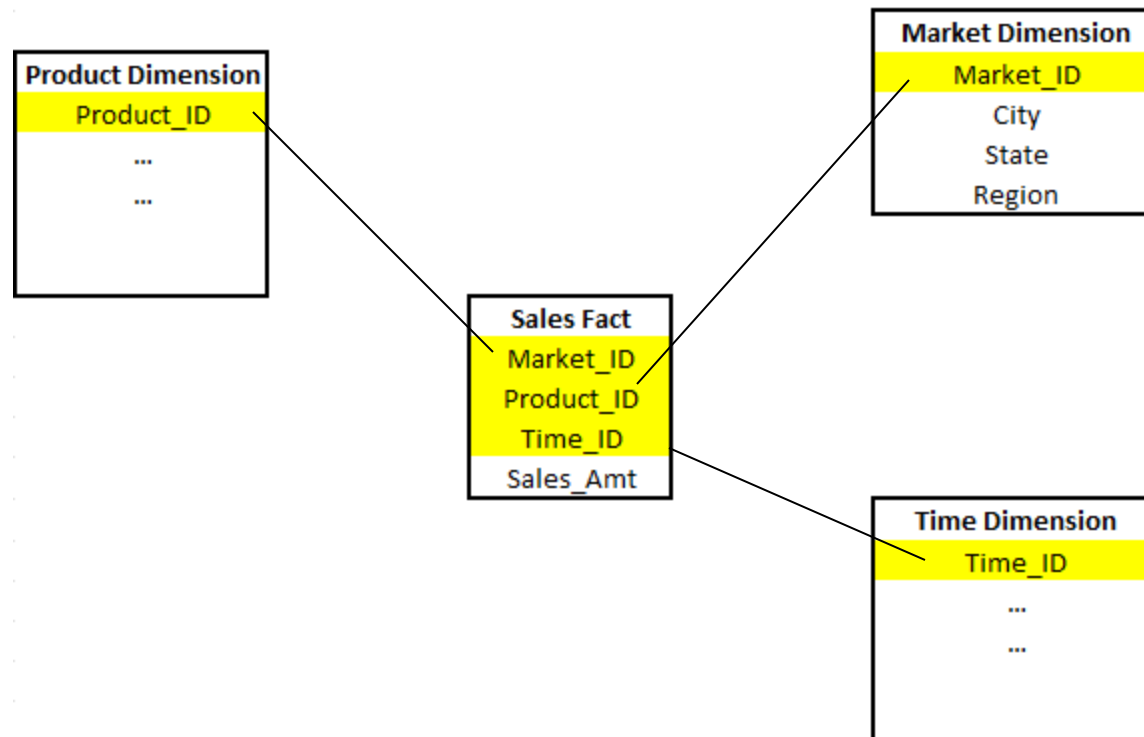 Product Dimension
Product_ID
...
...
Market Dimension
Market_ID
City
State
Region
Sales Fact
Market_ID
Product_ID
Time_ID
Sales_Amt
Time Dimension
Time_ID
...
...